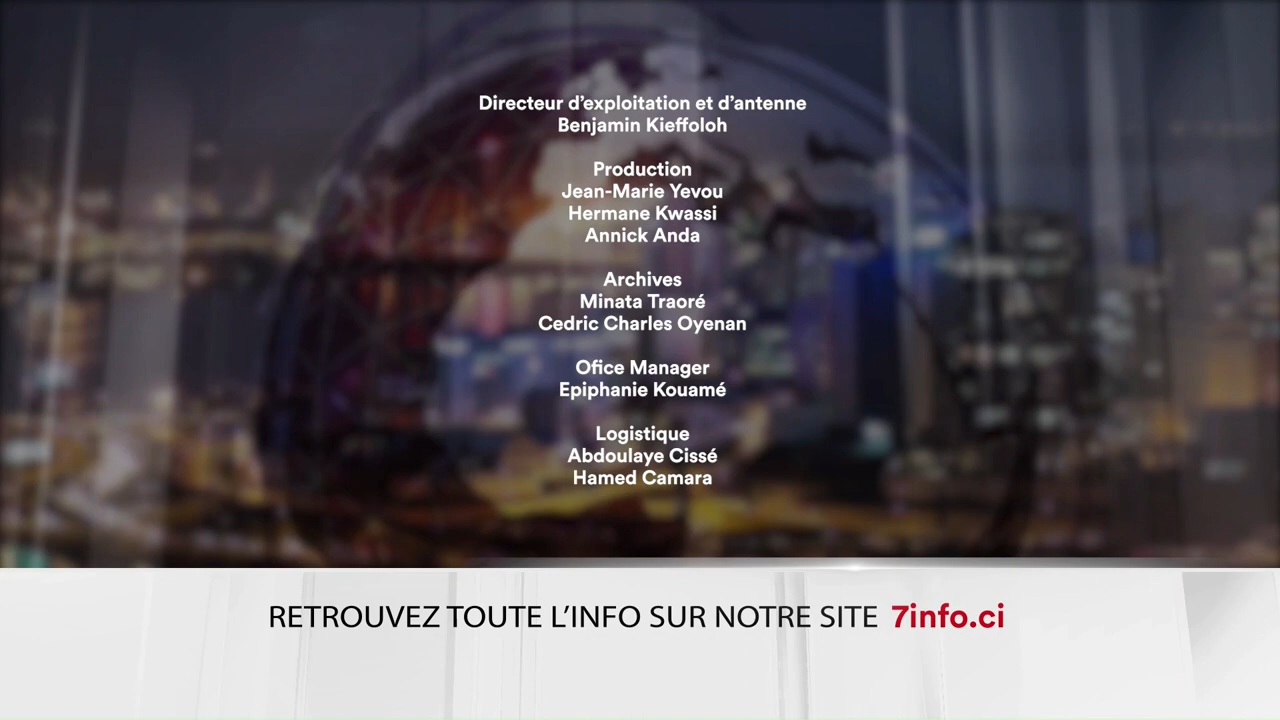 Directeur d’exploitation et d’antenne
Benjamin Kieffoloh
Production
Jean-Marie Yevou
Hermane Kwassi
Annick Anda
Archives
Minata Traoré
Cedric Charles Oyenan
Ofice Manager
Epiphanie Kouamé
Logistique
Abdoulaye Cissé
Hamed Camara
RETROUVEZ TOUTE L’INFO SUR NOTRE SITE 7info.ci